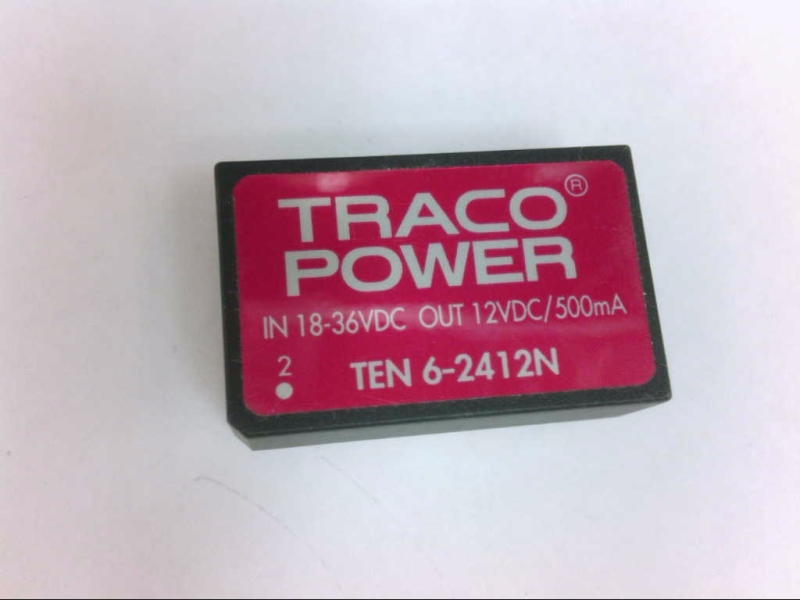 TRACO®
POWER
IN 18-36VDC OUT 12VDC/500mA
2
TEN 6-2412N